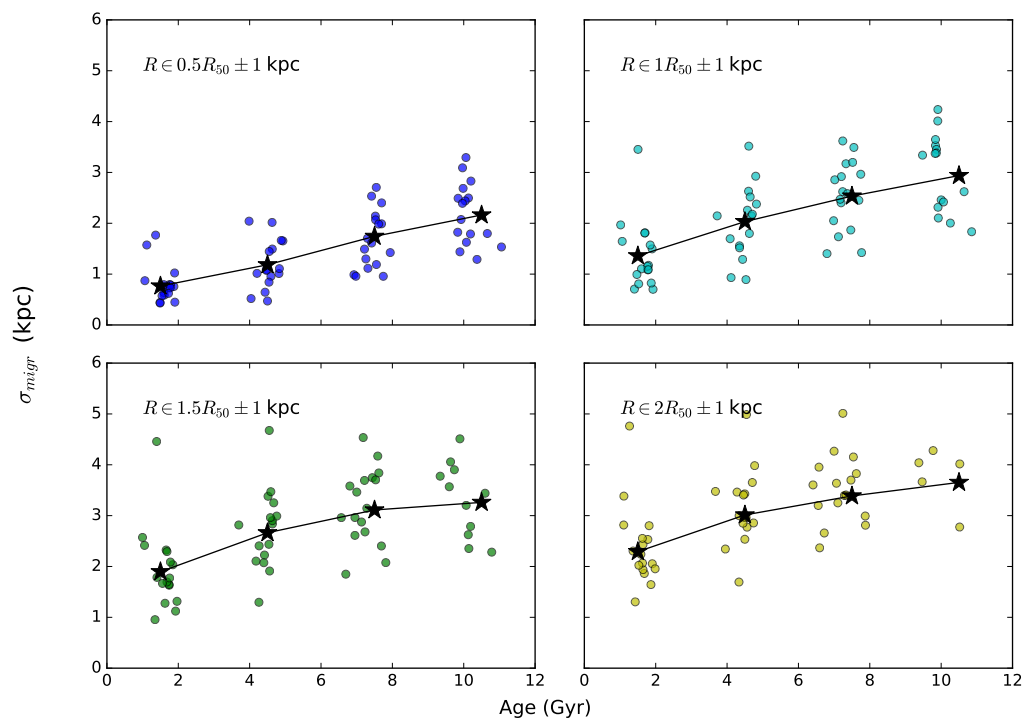 6
5
4
3
2
1
0
R ∈ 0.5R₅₀ ± 1 kpc
R ∈ 1R₅₀ ± 1 kpc
σ_migr (kpc)
6
5
4
3
2
1
0
R ∈ 1.5R₅₀ ± 1 kpc
R ∈ 2R₅₀ ± 1 kpc
0 2 4 6 8 10 12
0 2 4 6 8 10 12
Age (Gyr)